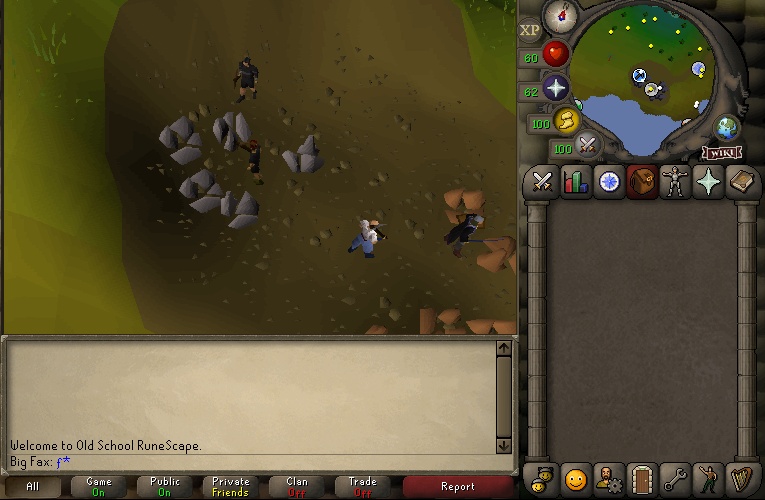 XP
60
62
100
100
WIKI
Welcome to Old School RuneScape.
Big Fax: f*
All
Game
On
Public
On
Private
Friends
Clan
Off
Trade
Off
Report